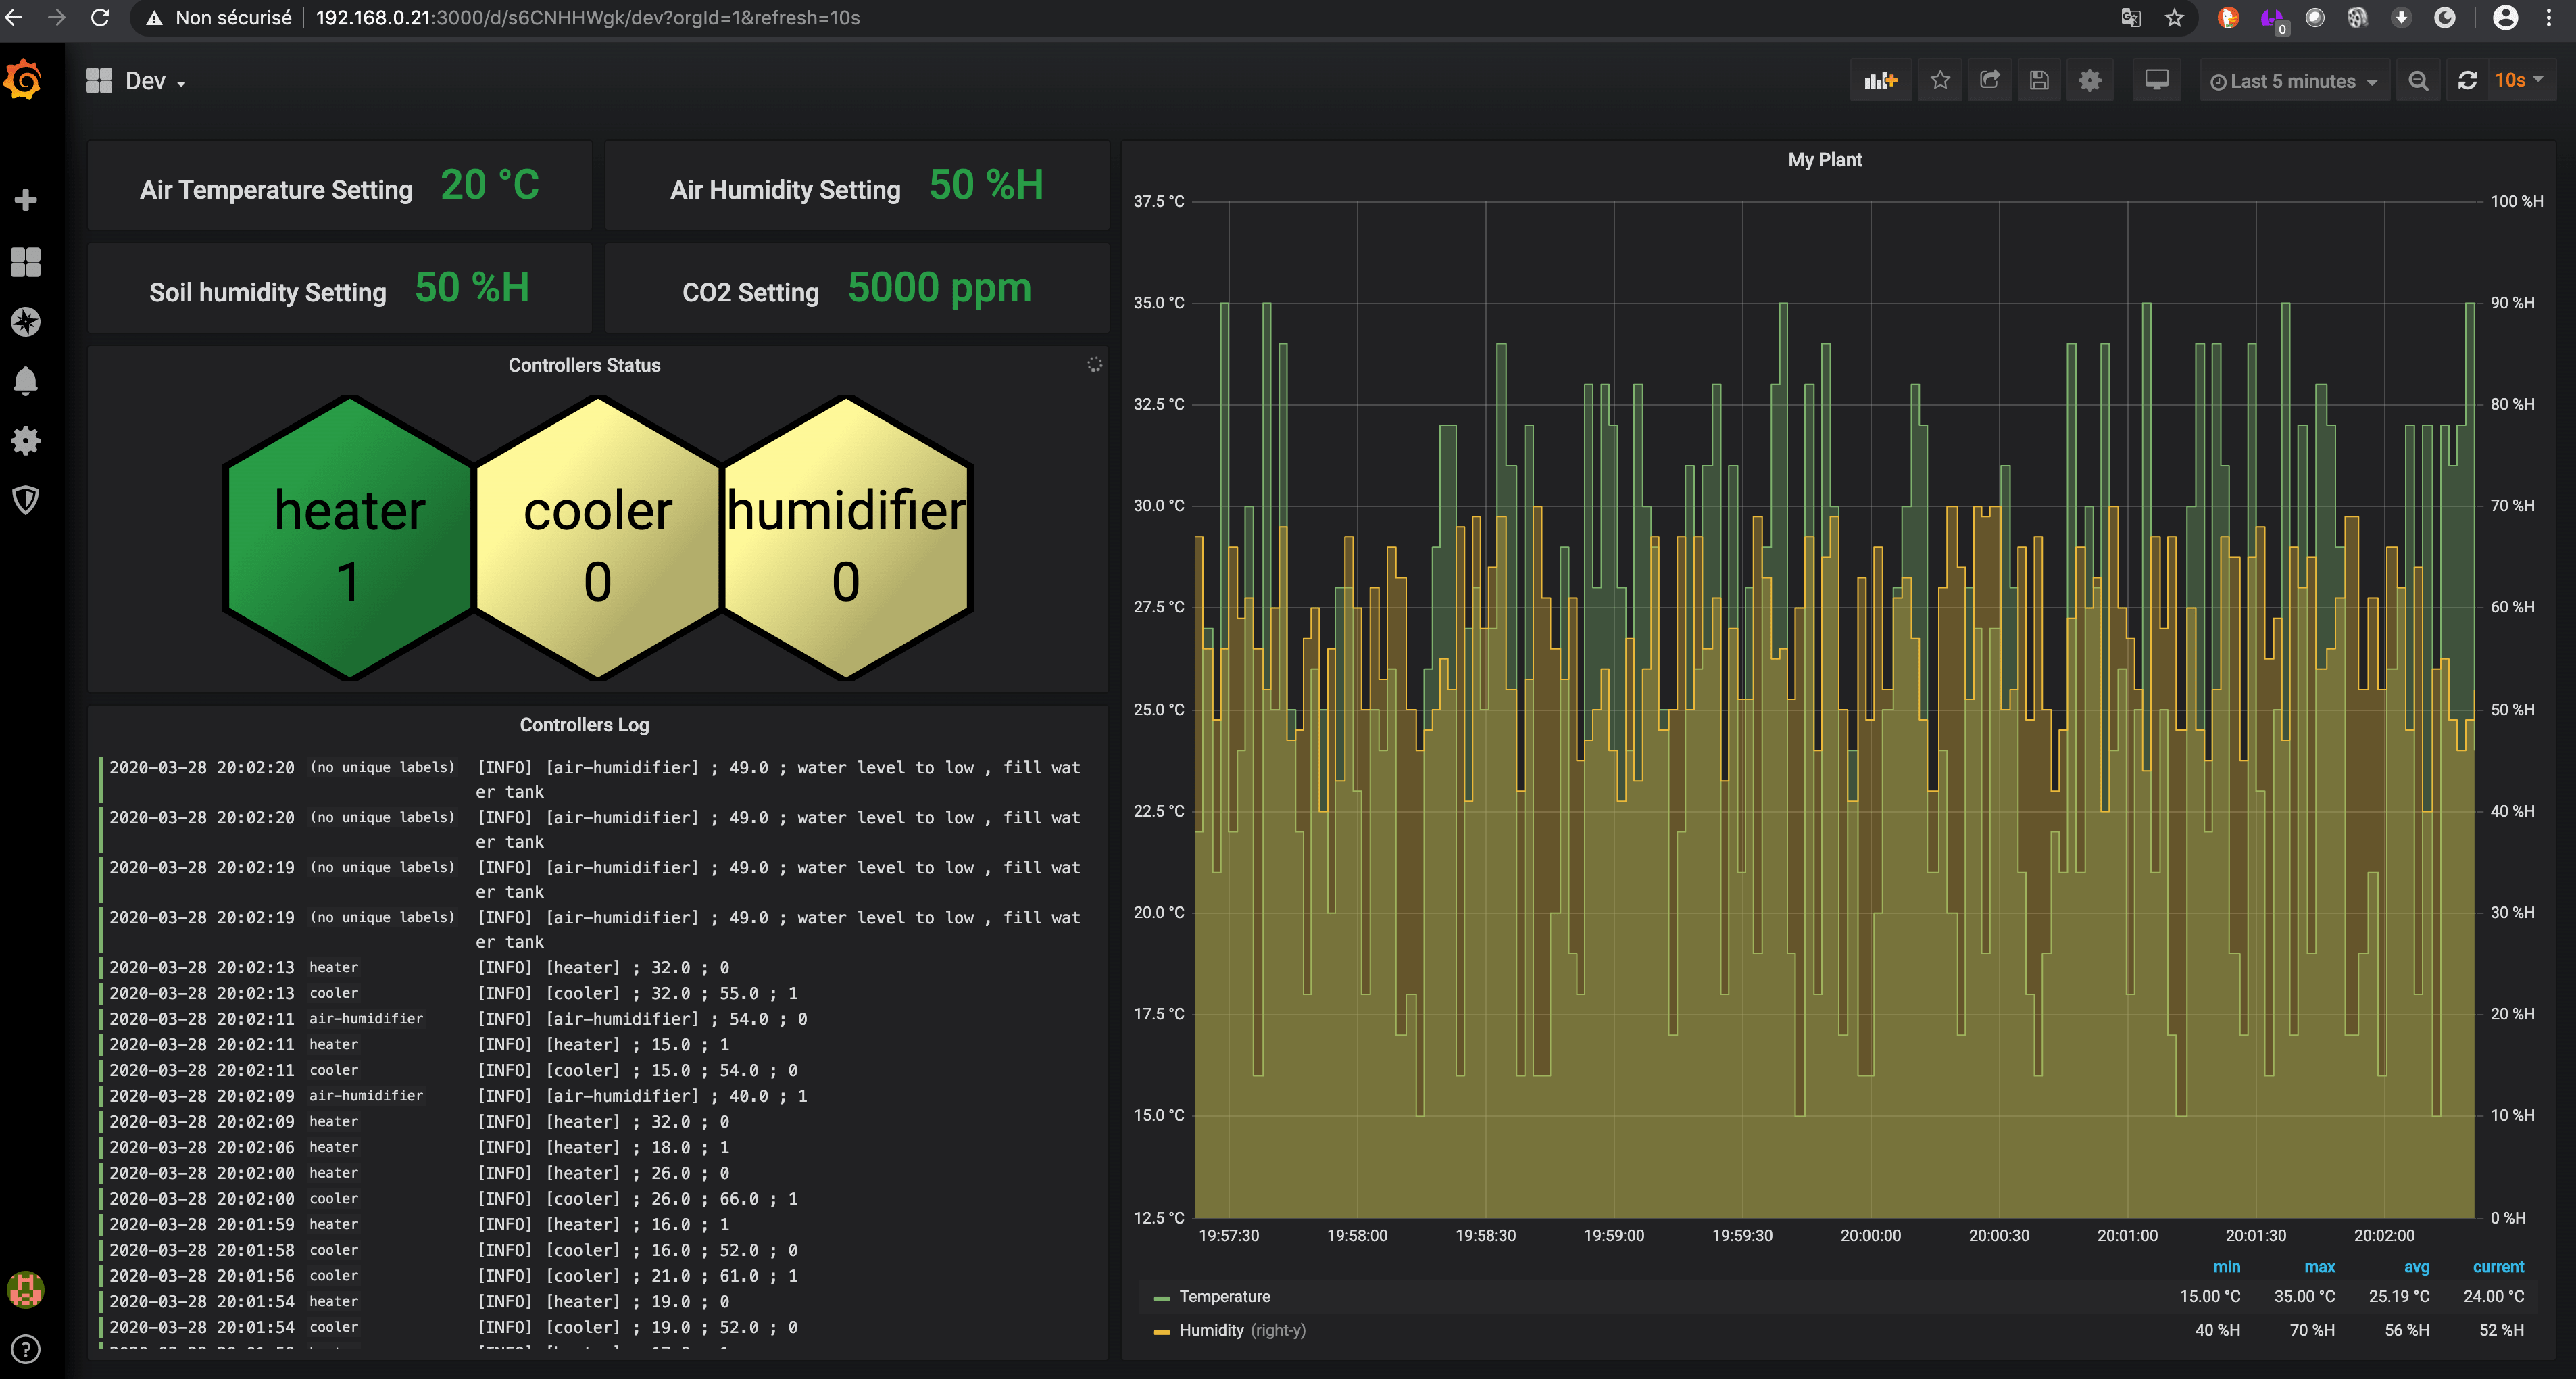 Non sécurisé | 192.168.0.21:3000/d/s6CNHHWgk/dev?orgId=1&refresh=10s
0
Dev
Last 5 minutes
10s
Air Temperature Setting 20 °C
Air Humidity Setting 50 %H
Soil humidity Setting 50 %H
CO2 Setting 5000 ppm
Controllers Status
heater
1
cooler
0
humidifier
0
Controllers Log
2020-03-28 20:02:20 (no unique labels) [INFO] [air-humidifier] ; 49.0 ; water level to low , fill wat
er tank
2020-03-28 20:02:20 (no unique labels) [INFO] [air-humidifier] ; 49.0 ; water level to low , fill wat
er tank
2020-03-28 20:02:19 (no unique labels) [INFO] [air-humidifier] ; 49.0 ; water level to low , fill wat
er tank
2020-03-28 20:02:19 (no unique labels) [INFO] [air-humidifier] ; 49.0 ; water level to low , fill wat
er tank
2020-03-28 20:02:13 heater [INFO] [heater] ; 32.0 ; 0
2020-03-28 20:02:13 cooler [INFO] [cooler] ; 32.0 ; 55.0 ; 1
2020-03-28 20:02:11 air-humidifier [INFO] [air-humidifier] ; 54.0 ; 0
2020-03-28 20:02:11 heater [INFO] [heater] ; 15.0 ; 1
2020-03-28 20:02:11 cooler [INFO] [cooler] ; 15.0 ; 54.0 ; 0
2020-03-28 20:02:09 air-humidifier [INFO] [air-humidifier] ; 40.0 ; 1
2020-03-28 20:02:09 heater [INFO] [heater] ; 32.0 ; 0
2020-03-28 20:02:06 heater [INFO] [heater] ; 18.0 ; 1
2020-03-28 20:02:00 heater [INFO] [heater] ; 26.0 ; 0
2020-03-28 20:02:00 cooler [INFO] [cooler] ; 26.0 ; 66.0 ; 1
2020-03-28 20:01:59 heater [INFO] [heater] ; 16.0 ; 1
2020-03-28 20:01:58 cooler [INFO] [cooler] ; 16.0 ; 52.0 ; 0
2020-03-28 20:01:56 cooler [INFO] [cooler] ; 21.0 ; 61.0 ; 1
2020-03-28 20:01:54 heater [INFO] [heater] ; 19.0 ; 0
2020-03-28 20:01:54 cooler [INFO] [cooler] ; 19.0 ; 52.0 ; 0
My Plant
37.5 °C 100 %H
35.0 °C 90 %H
32.5 °C 80 %H
30.0 °C 70 %H
27.5 °C 60 %H
25.0 °C 50 %H
22.5 °C 40 %H
20.0 °C 30 %H
17.5 °C 20 %H
15.0 °C 10 %H
12.5 °C 0 %H
19:57:30 19:58:00 19:58:30 19:59:00 19:59:30 20:00:00 20:00:30 20:01:00 20:01:30 20:02:00
min max avg current
Temperature 15.00 °C 35.00 °C 25.19 °C 24.00 °C
Humidity (right-y) 40 %H 70 %H 56 %H 52 %H